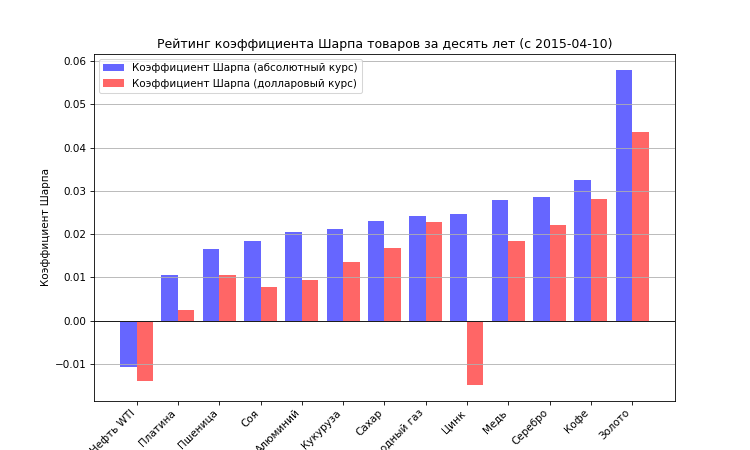 Рейтинг коэффициента Шарпа товаров за десять лет (с 2015-04-10)
Коэффициент Шарпа (абсолютный курс)
Коэффициент Шарпа (долларовый курс)
Коэффициент Шарпа
0.06
0.05
0.04
0.03
0.02
0.01
0.00
−0.01
Нефть WTI
Платина
Пшеница
Соя
Алюминий
Кукуруза
Сахар
одный газ
Цинк
Медь
Серебро
Кофе
Золото